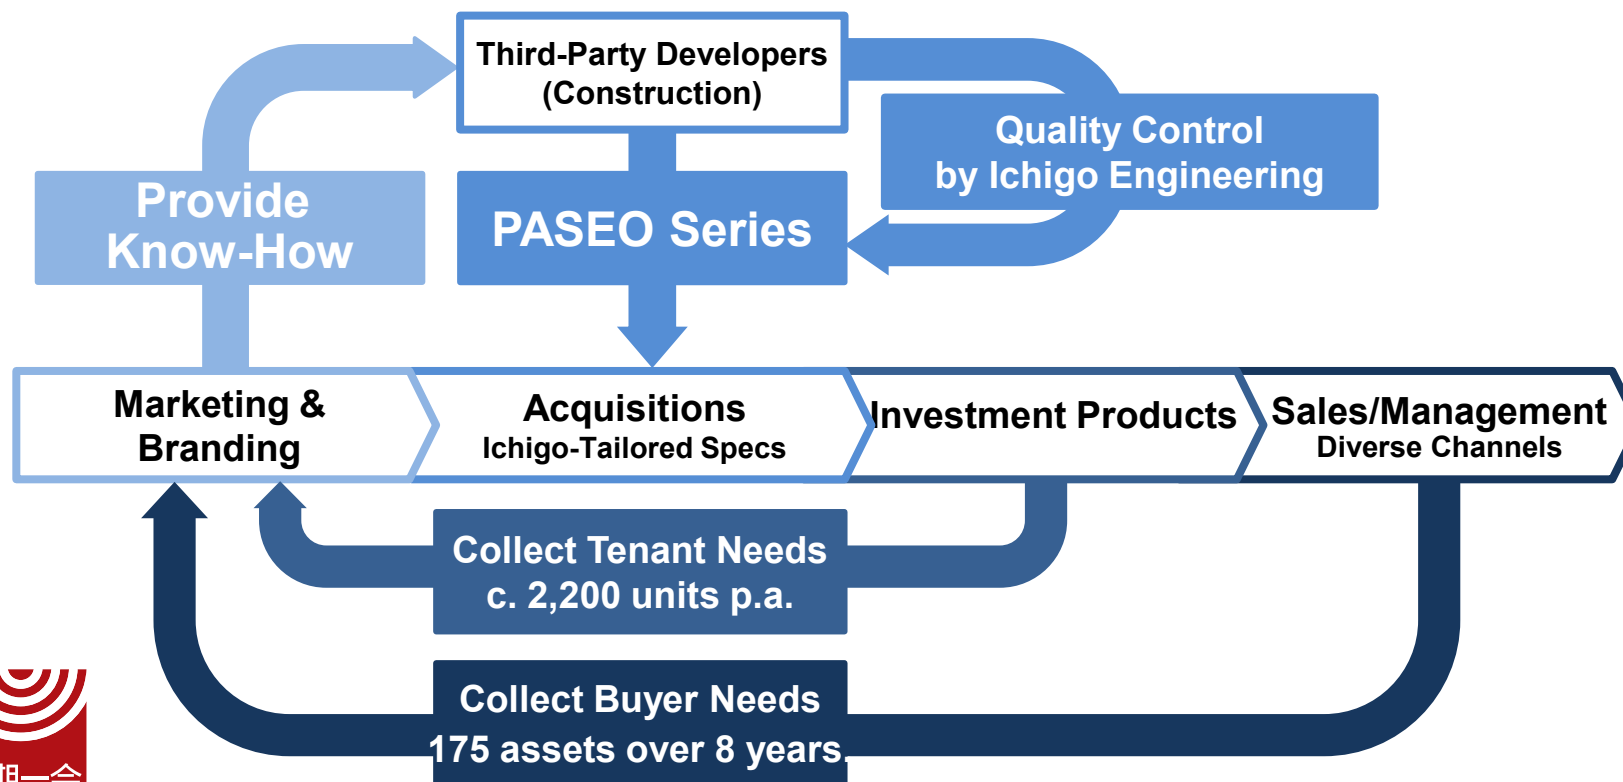 Third-Party Developers
(Construction)
Quality Control
by Ichigo Engineering
Provide
Know-How
PASEO Series
Marketing &
Branding
Acquisitions
Ichigo-Tailored Specs
Investment Products
Sales/Management
Diverse Channels
Collect Tenant Needs
c. 2,200 units p.a.
Collect Buyer Needs
175 assets over 8 years.